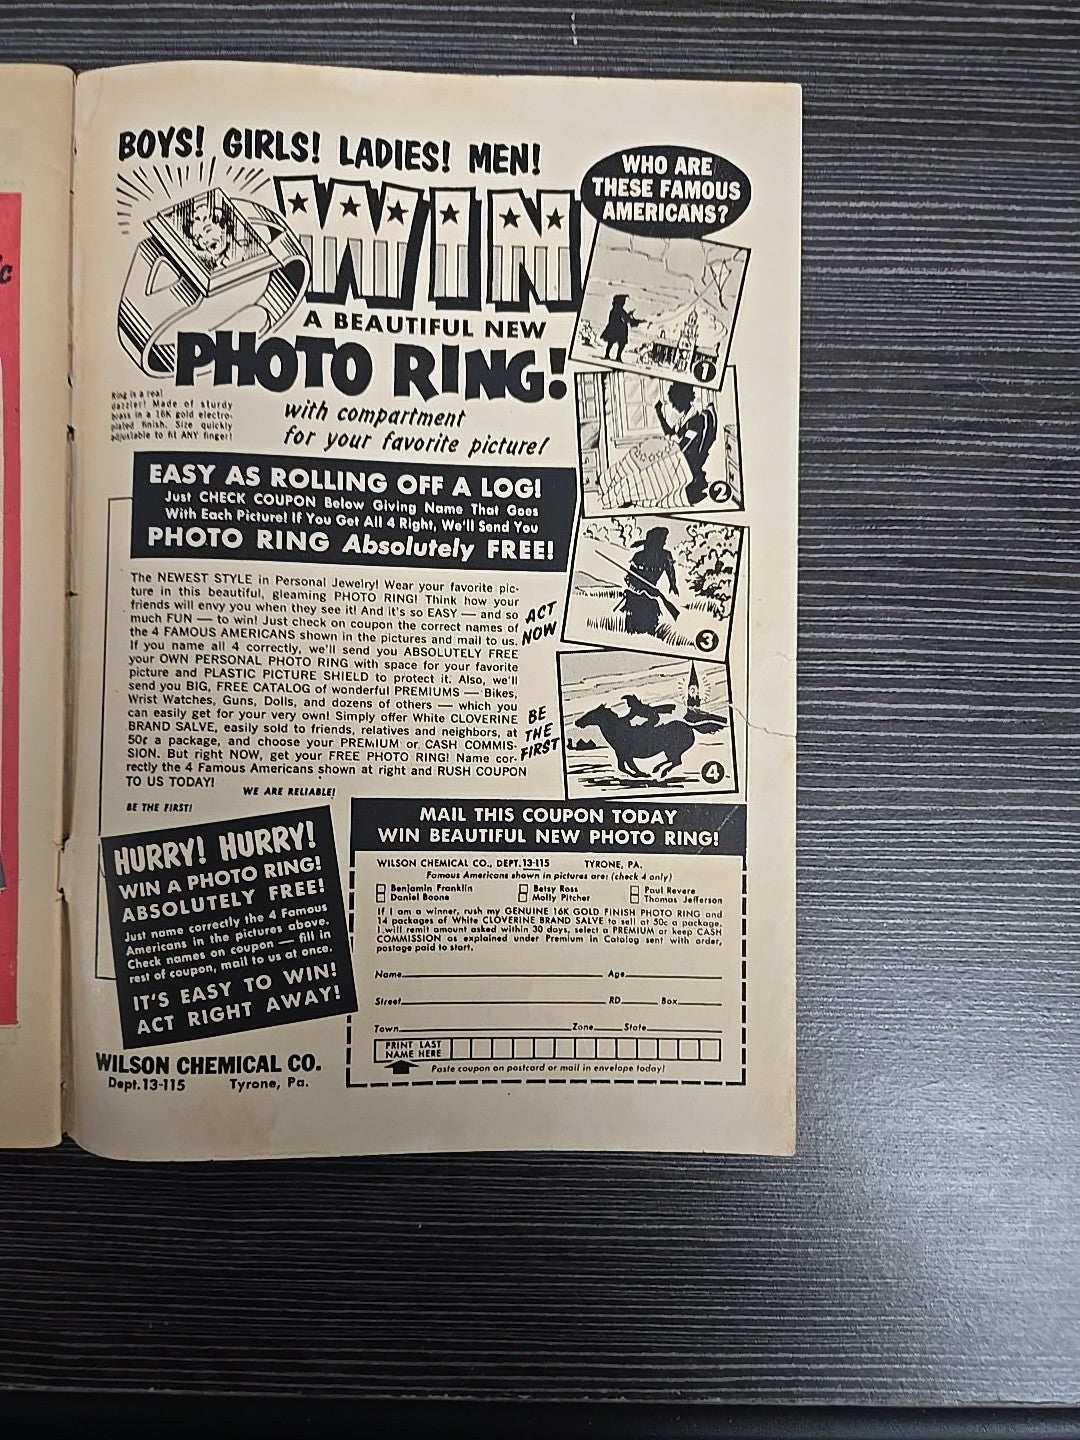 BOYS! GIRLS! LADIES! MEN!
WIN
A BEAUTIFUL NEW
PHOTO RING!
with compartment
for your favorite picture!
Ring is a real
dazzler! Made of sturdy
brass in a 16K gold electro-
plated finish. Size quickly
adjustable to fit ANY finger!
WHO ARE
THESE FAMOUS
AMERICANS?
1
2
3
4
EASY AS ROLLING OFF A LOG!
Just CHECK COUPON Below Giving Name That Goes
With Each Picture! If You Get All 4 Right, We'll Send You
PHOTO RING Absolutely FREE!
The NEWEST STYLE in Personal Jewelry! Wear your favorite pic-
ture in this beautiful, gleaming PHOTO RING! Think how your
friends will envy you when they see it! And it's so EASY — and so
much FUN — to win! Just check on coupon the correct names of
the 4 FAMOUS AMERICANS shown in the pictures and mail to us.
If you name all 4 correctly, we'll send you ABSOLUTELY FREE
your OWN PERSONAL PHOTO RING with space for your favorite
picture and PLASTIC PICTURE SHIELD to protect it. Also, we'll
send you BIG, FREE CATALOG of wonderful PREMIUMS — Bikes,
Wrist Watches, Guns, Dolls, and dozens of others — which you
can easily get for your very own! Simply offer White CLOVERINE
BRAND SALVE, easily sold to friends, relatives and neighbors, at
50¢ a package, and choose your PREMIUM or CASH COMMIS-
SION. But right NOW, get your FREE PHOTO RING! Name cor-
rectly the 4 Famous Americans shown at right and RUSH COUPON
TO US TODAY!
WE ARE RELIABLE!
BE THE FIRST!
ACT
NOW
BE
THE
FIRST
HURRY! HURRY!
WIN A PHOTO RING!
ABSOLUTELY FREE!
Just name correctly the 4 Famous
Americans in the pictures above.
Check names on coupon — fill in
rest of coupon, mail to us at once.
IT'S EASY TO WIN!
ACT RIGHT AWAY!
WILSON CHEMICAL CO.
Dept.13-115 Tyrone, Pa.
MAIL THIS COUPON TODAY
WIN BEAUTIFUL NEW PHOTO RING!
WILSON CHEMICAL CO., DEPT. 13-115 TYRONE, PA.
Famous Americans shown in pictures are: (check 4 only)
Benjamin Franklin Betsy Ross Paul Revere
Daniel Boone Molly Pitcher Thomas Jefferson
If I am a winner, rush my GENUINE 16K GOLD FINISH PHOTO RING and
14 packages of White CLOVERINE BRAND SALVE to sell at 50c a package.
I will remit amount asked within 30 days, select a PREMIUM or keep CASH
COMMISSION as explained under Premium in Catalog sent with order,
postage paid to start.
Name Age
Street RD Box
Town Zone State
PRINT LAST
NAME HERE
Paste coupon on postcard or mail in envelope today!